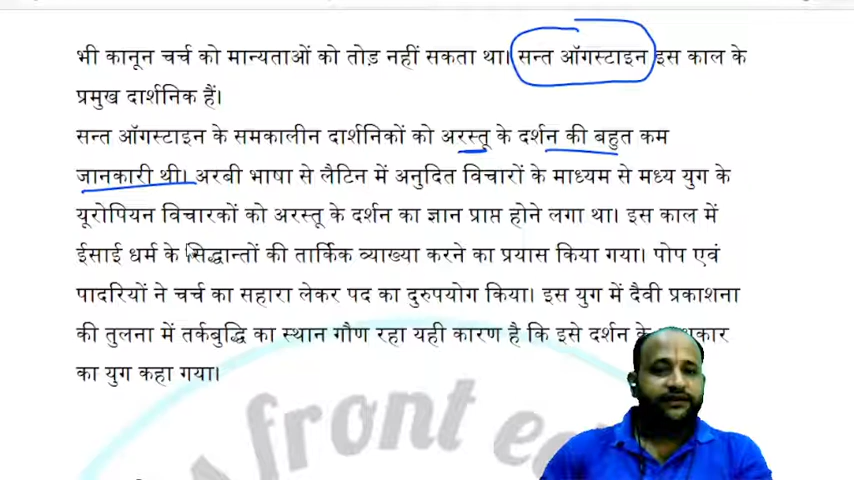 भी कानून चर्च को मान्यताओं को तोड़ नहीं सकता था। सन्त ऑगस्टाइन इस काल के
प्रमुख दार्शनिक हैं।
सन्त ऑगस्टाइन के समकालीन दार्शनिकों को अरस्तू के दर्शन की बहुत कम
जानकारी थी। अरबी भाषा से लैटिन में अनुदित विचारों के माध्यम से मध्य युग के
यूरोपियन विचारकों को अरस्तू के दर्शन का ज्ञान प्राप्त होने लगा था। इस काल में
ईसाई धर्म के सिद्धान्तों की तार्किक व्याख्या करने का प्रयास किया गया। पोप एवं
पादरियों ने चर्च का सहारा लेकर पद का दुरुपयोग किया। इस युग में दैवी प्रकाशना
की तुलना में तर्कबुद्धि का स्थान गौण रहा यही कारण है कि इसे दर्शन के
का युग कहा गया।
front